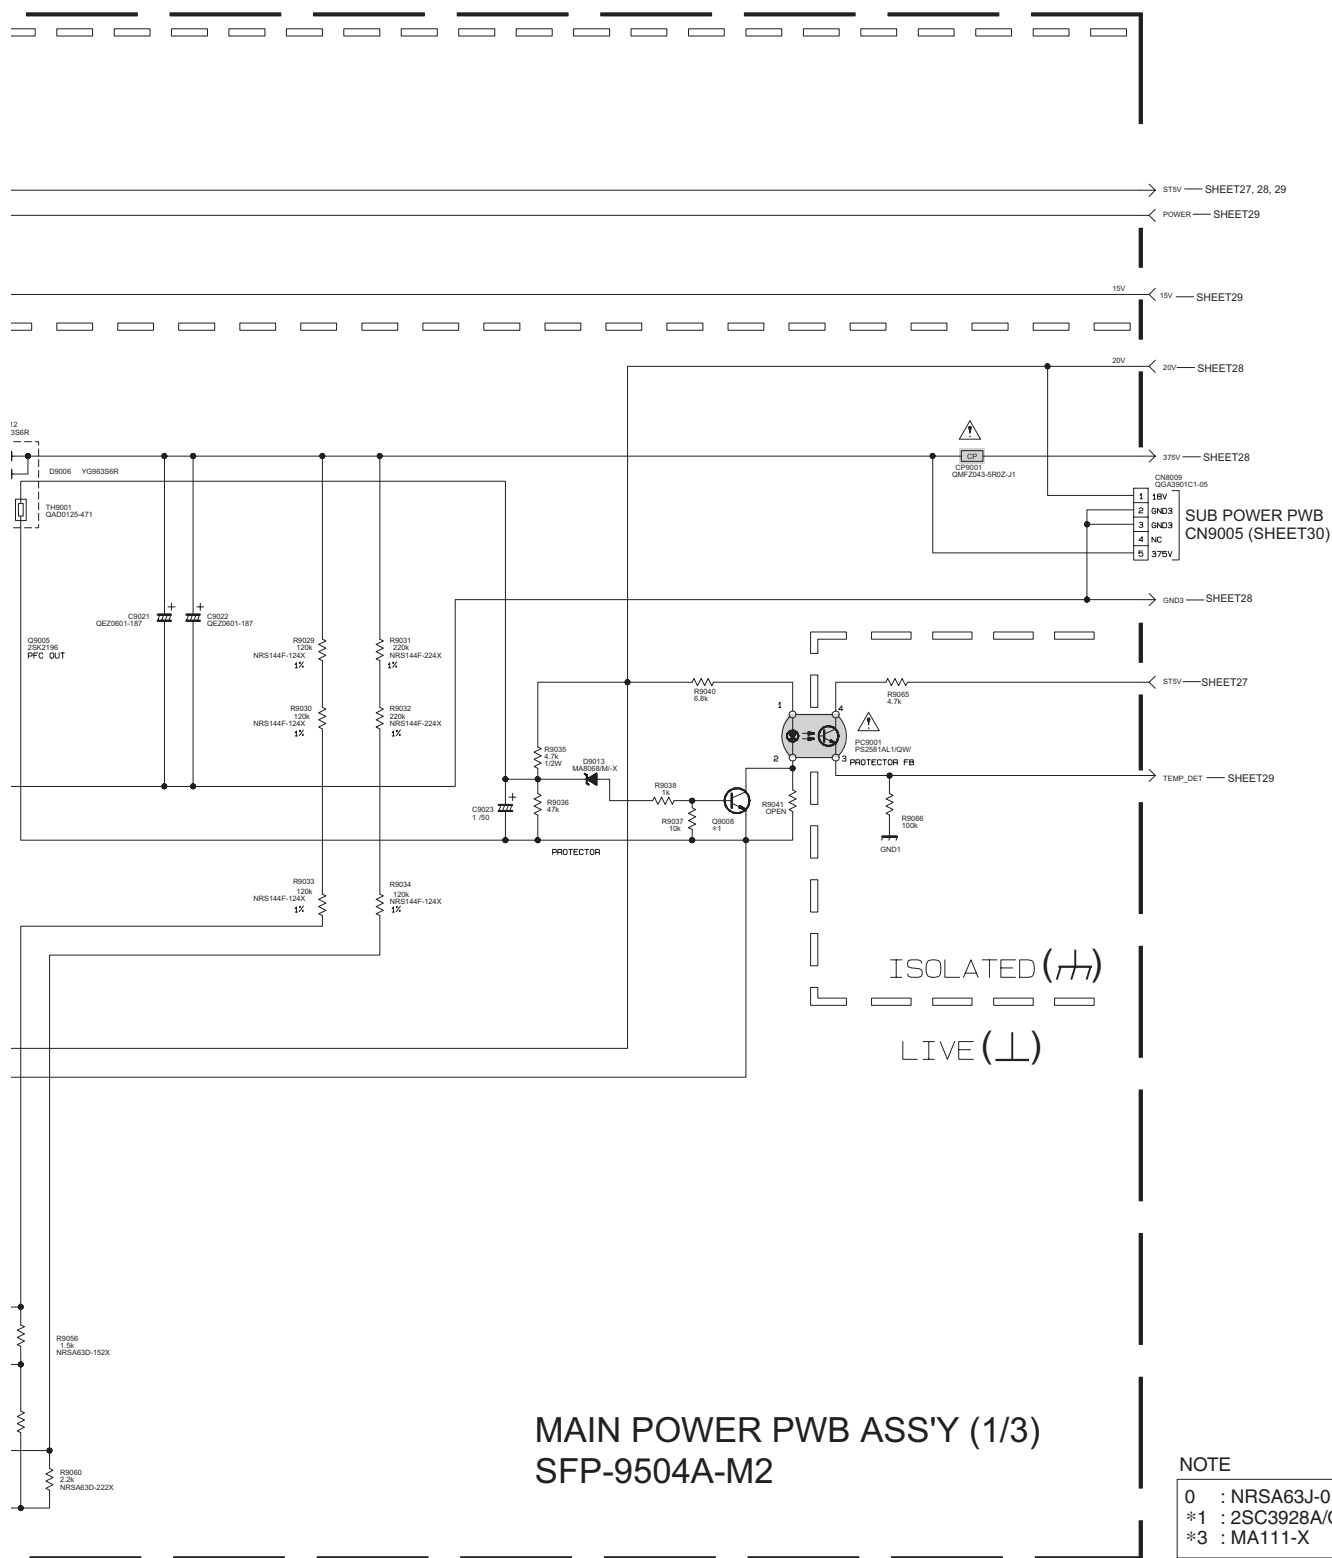 ST5V SHEET27, 28, 29
POWER SHEET29
15V
15V SHEET29
20V
20V SHEET28
3S6R
D9006 YG963S6R
TH9001
QAD0125-471
CP
CP9001
QMFZ043-5R0Z-J1
375V SHEET28
CN8009
QGA3901C1-05
1 18V
2 GND3
3 GND3
4 NC
5 375V
SUB POWER PWB
CN9005 (SHEET30)
GND3 SHEET28
C9021
QEZ0601-187
C9022
QEZ0601-187
Q9005
2SK2196
PFC OUT
R9029
120k
NRS144F-124X
1%
R9031
220k
NRS144F-224X
1%
R9030
120k
NRS144F-124X
1%
R9032
220k
NRS144F-224X
1%
R9040
6.8k
R9065
4.7k
ST5V SHEET27
1
4
2
3
PC9001
PS2581AL1/QW/
PROTECTOR FB
R9035
4.7k
1/2W
D9013
MA8068/M/-X
R9038
1k
C9023
1 /50
R9036
47k
R9037
10k
Q9008
*1
R9041
OPEN
TEMP_DET SHEET29
R9066
100k
GND1
PROTECTOR
R9033
120k
NRS144F-124X
1%
R9034
120k
NRS144F-124X
1%
ISOLATED
LIVE
R9056
1.5k
NRSA63D-152X
R9060
2.2k
NRSA63D-222X
MAIN POWER PWB ASS'Y (1/3)
SFP-9504A-M2
NOTE
0 : NRSA63J-0
*1 : 2SC3928A/
*3 : MA111-X